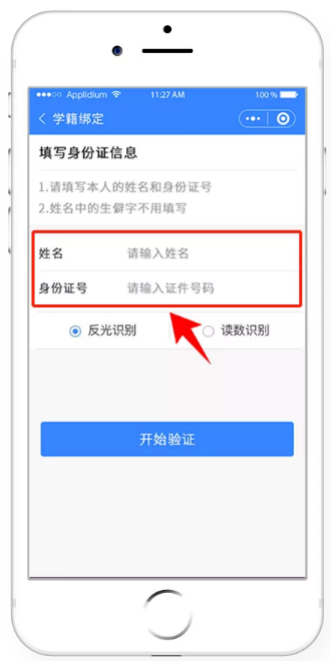 ●●●○○ Applidium 11:27 AM 100 %
学籍绑定
填写身份证信息
1.请填写本人的姓名和身份证号
2.姓名中的生僻字不用填写
姓名 请输入姓名
身份证号 请输入证件号码
反光识别 读数识别
开始验证